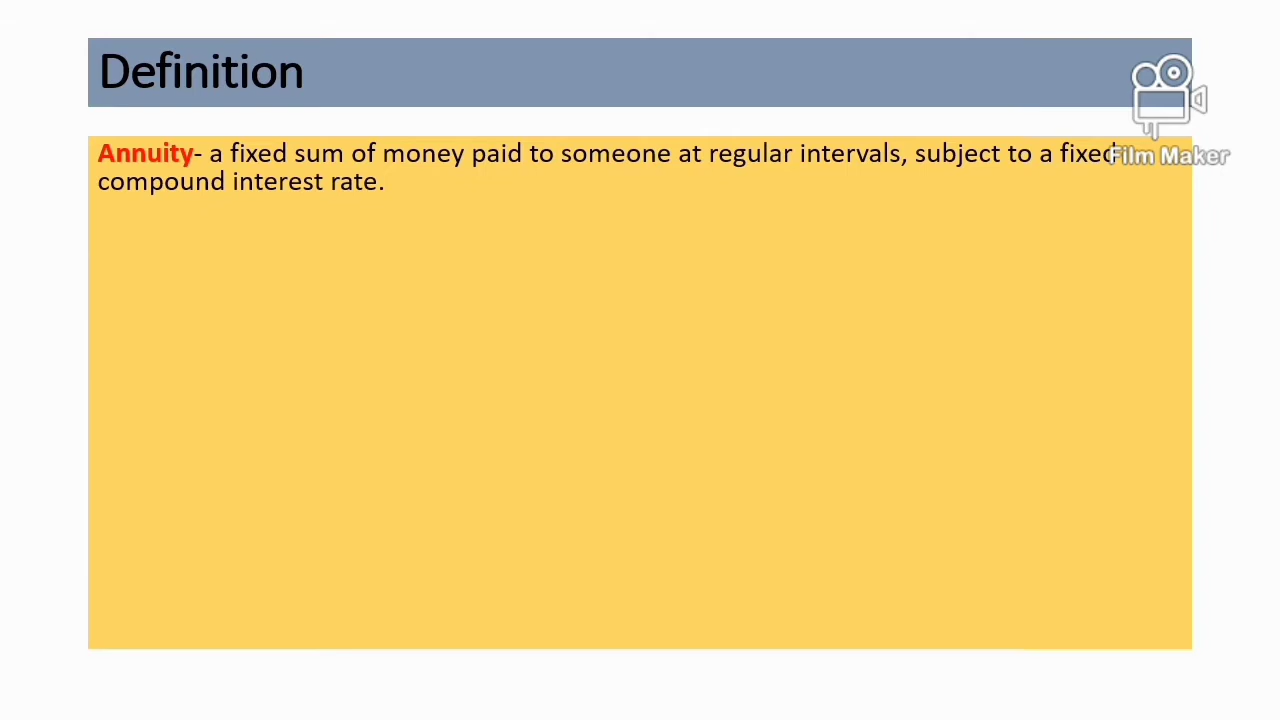 Definition
Annuity- a fixed sum of money paid to someone at regular intervals, subject to a fixed
compound interest rate.
Film Maker